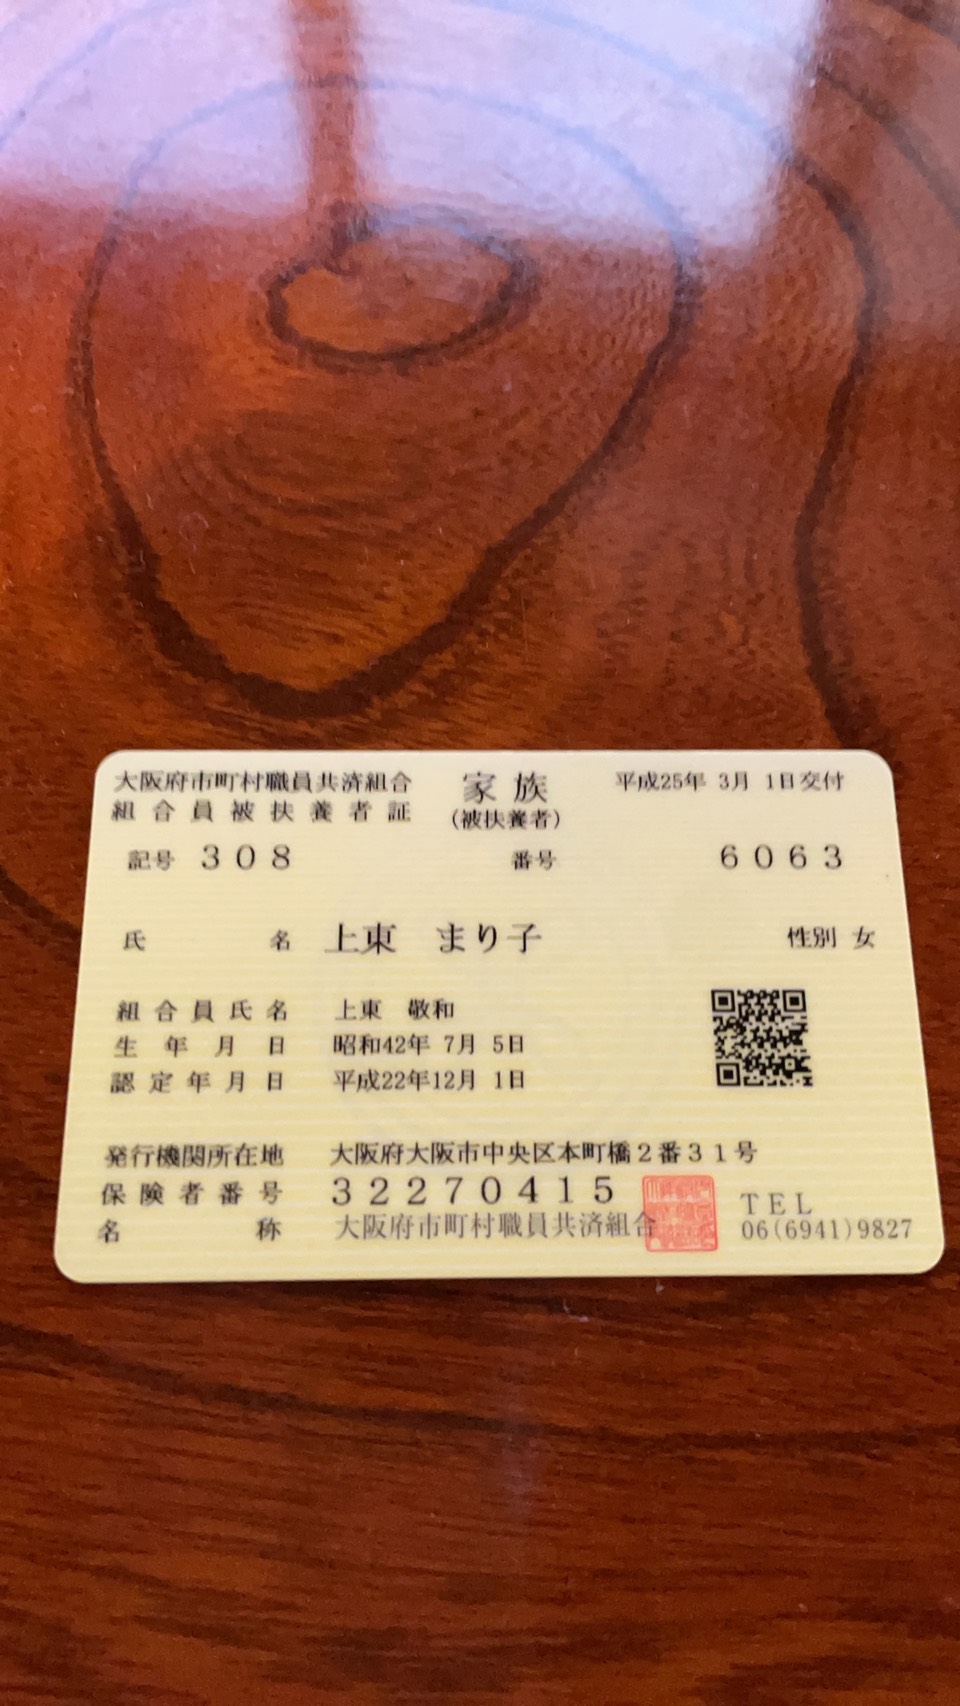 大阪府市町村職員共済組合 家族 平成25年 3月 1日交付
組合員被扶養者証 (被扶養者)
記号 308 番号 6063
氏名 上東 まり子 性別 女
組合員氏名 上東 敬和
生年月日 昭和42年 7月 5日
認定年月日 平成22年12月 1日
発行機関所在地 大阪府大阪市中央区本町橋2番31号
保険者番号 32270415 TEL
名称 大阪府市町村職員共済組合 06(6941)9827